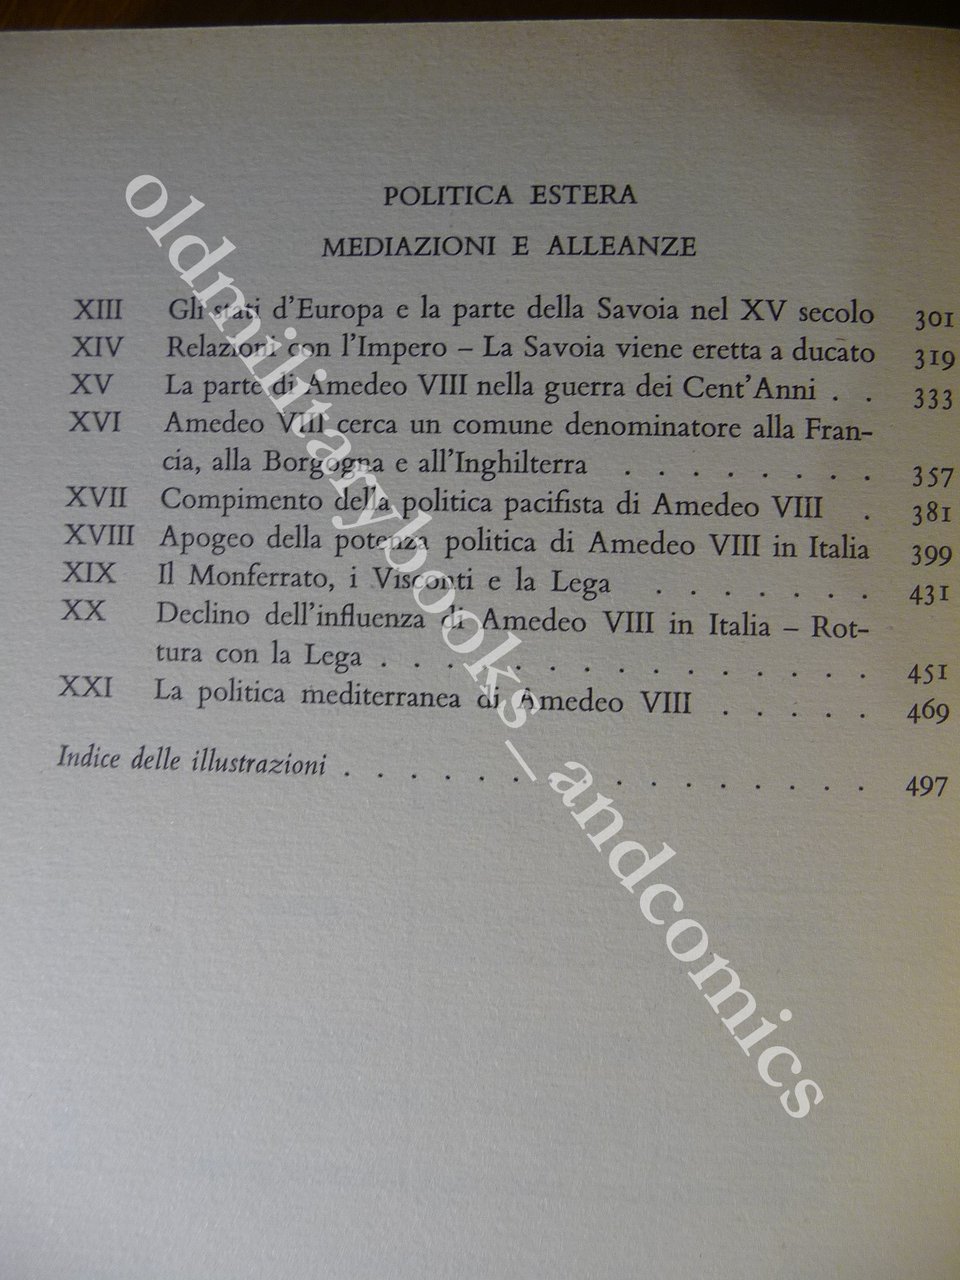 POLITICA ESTERA
MEDIAZIONI E ALLEANZE
XIII Gli stati d'Europa e la parte della Savoia nel XV secolo 301
XIV Relazioni con l'Impero – La Savoia viene eretta a ducato 319
XV La parte di Amedeo VIII nella guerra dei Cent'Anni . . 333
XVI Amedeo VIII cerca un comune denominatore alla Fran-
cia, alla Borgogna e all'Inghilterra . . . . . . . . 357
XVII Compimento della politica pacifista di Amedeo VIII . 381
XVIII Apogeo della potenza politica di Amedeo VIII in Italia 399
XIX Il Monferrato, i Visconti e la Lega . . . . . . . 431
XX Declino dell'influenza di Amedeo VIII in Italia – Rot-
tura con la Lega . . . . . . . . . . . . . . . 451
XXI La politica mediterranea di Amedeo VIII . . . . . 469
Indice delle illustrazioni . . . . . . . . . . . . . . . . 497
oldmilitarybooks_andcomics